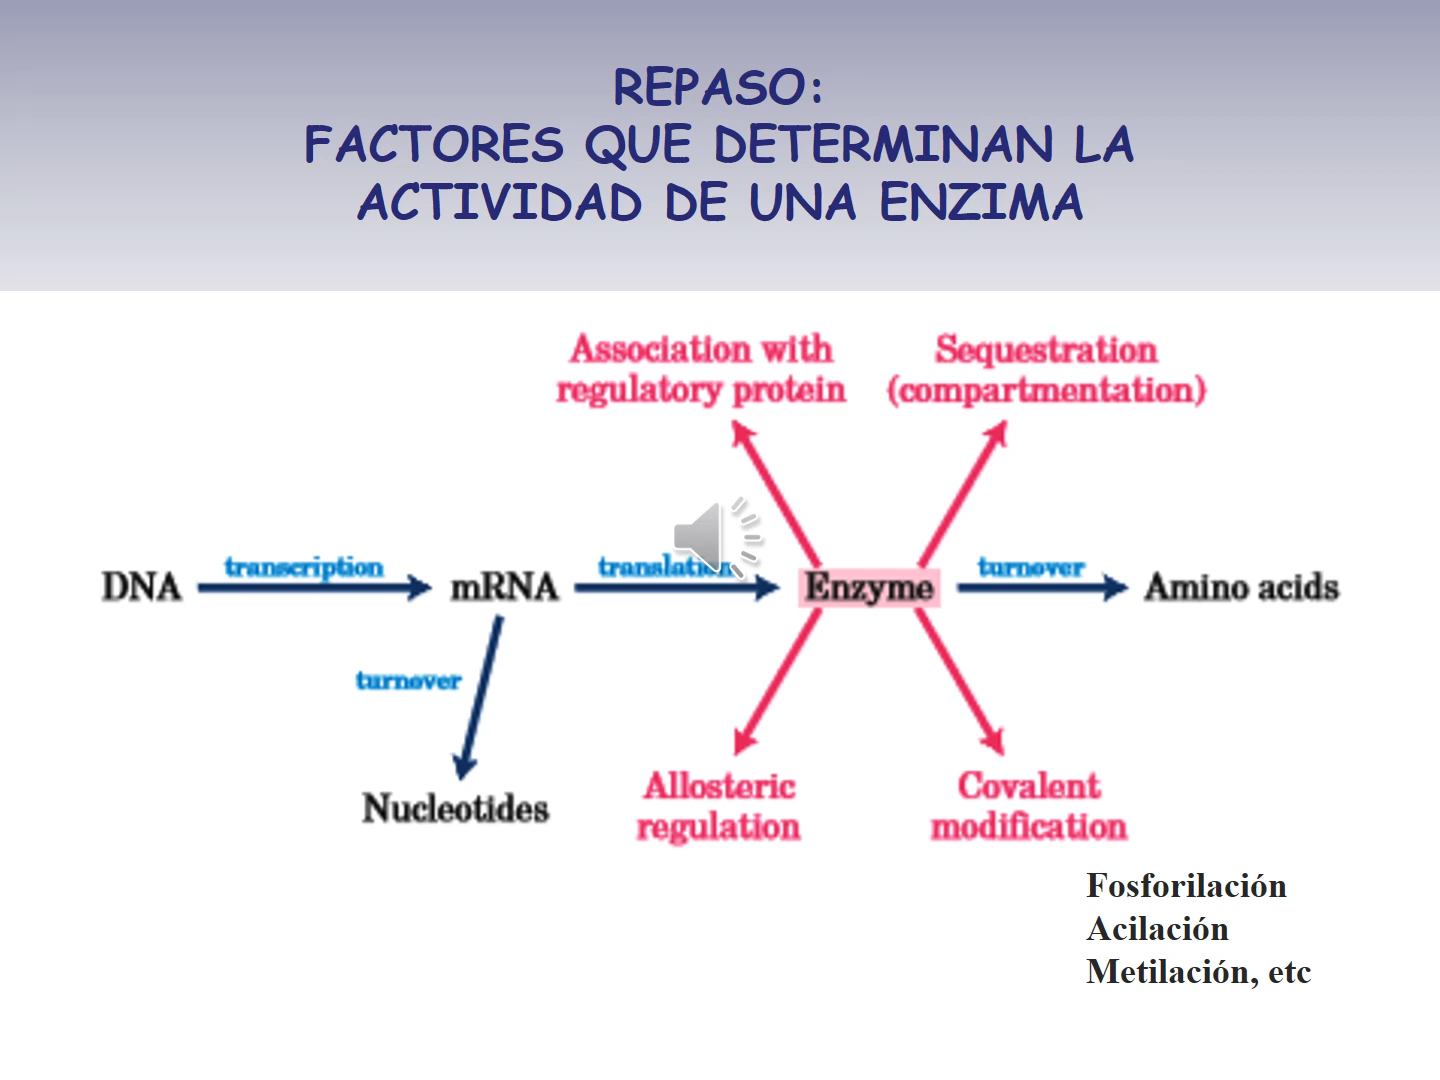 REPASO:
FACTORES QUE DETERMINAN LA
ACTIVIDAD DE UNA ENZIMA
Association with
regulatory protein
Sequestration
(compartmentation)
DNA
transcription
mRNA
translation
Enzyme
turnover
Amino acids
turnover
Nucleotides
Allosteric
regulation
Covalent
modification
Fosforilación
Acilación
Metilación, etc